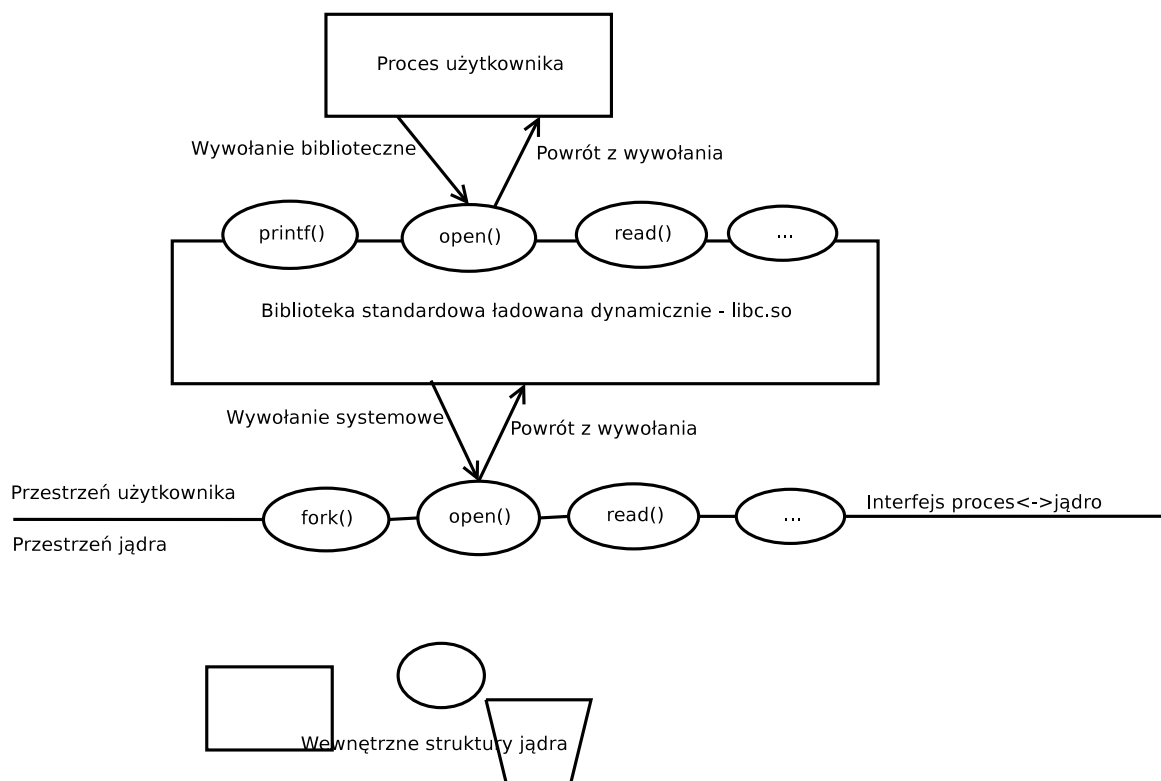 Proces użytkownika
Wywołanie biblioteczne
Powrót z wywołania
printf()
open()
read()
...
Biblioteka standardowa ładowana dynamicznie - libc.so
Wywołanie systemowe
Powrót z wywołania
Przestrzeń użytkownika
fork()
open()
read()
...
Interfejs proces<->jądro
Przestrzeń jądra
Wewnętrzne struktury jądra